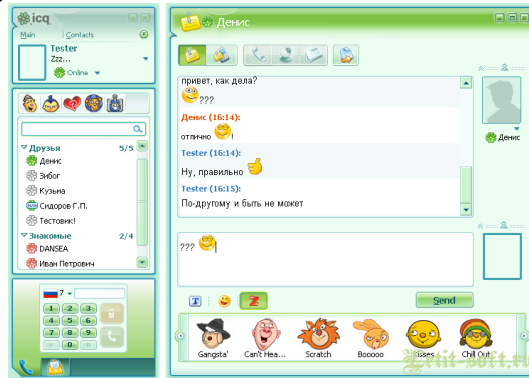 icq
Main
Contacts
Tester
Zzz...
Online
Друзья 5/5
Денис
Зибог
Кузьма
Сидоров Г.П.
Тестовик!
Знакомые 2/4
DANSEA
Иван Петрович
7
1 2 3
4 5 6
7 8 9
* 0 #
Денис
привет, как дела?
???
Денис (16:14):
отлично !
Tester (16:14):
Ну, правильно
Tester (16:15):
По-другому и быть не может
Денис
???
T
Z
Send
Gangsta' Can't Hea... Scratch Booooo Kisses Chill Out
Petit-soft.ru